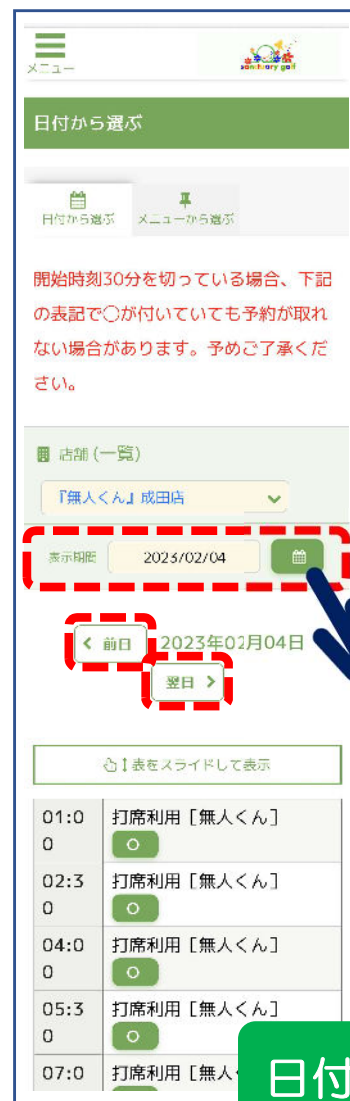 メニュー
sanctuary golf
日付から選ぶ
日付から選ぶ
メニューから選ぶ
開始時刻30分を切っている場合、下記
の表記で○が付いていても予約が取れ
ない場合があります。予めご了承くだ
さい。
店舗(一覧)
『無人くん』成田店
表示期間
2023/02/04
前日
2023年02月04日
翌日
表をスライドして表示
01:0
0
打席利用［無人くん］
○
02:3
0
打席利用［無人くん］
○
04:0
0
打席利用［無人くん］
○
05:3
0
打席利用［無人くん］
○
07:0
打席利用［無人
日付